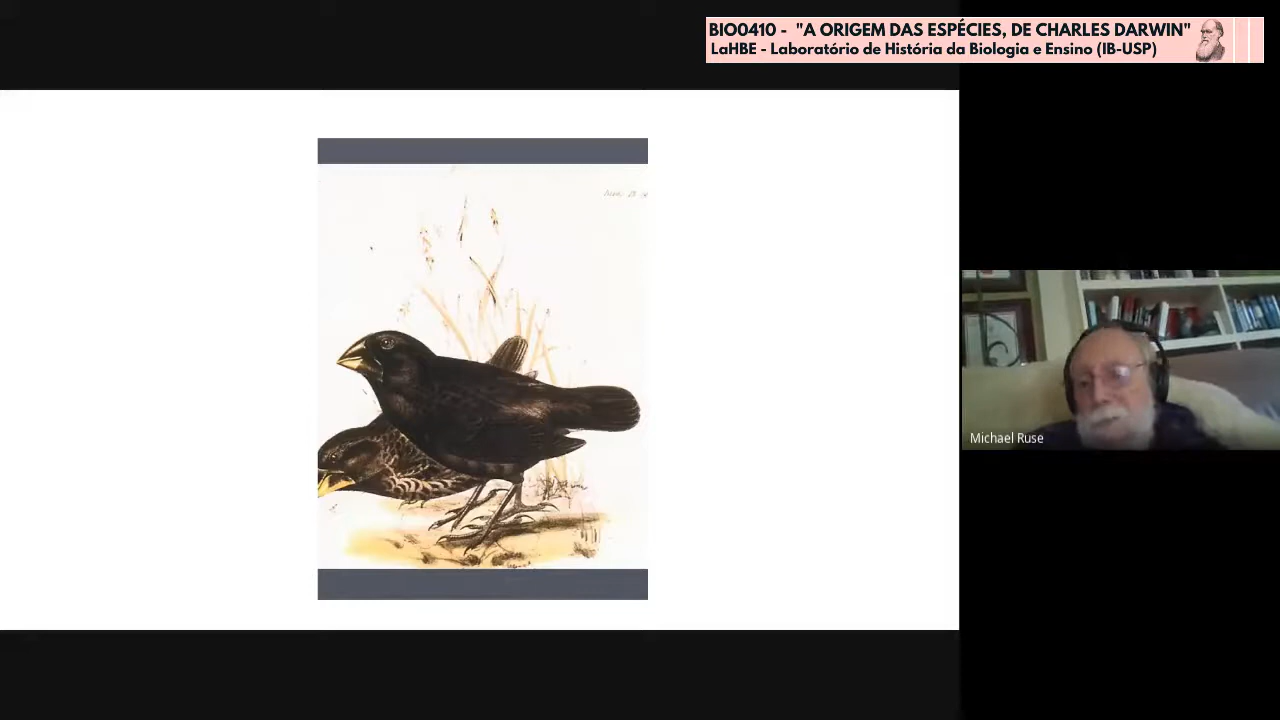 BIO0410 - "A ORIGEM DAS ESPÉCIES, DE CHARLES DARWIN"
LaHBE - Laboratório de História da Biologia e Ensino (IB-USP)
Michael Ruse